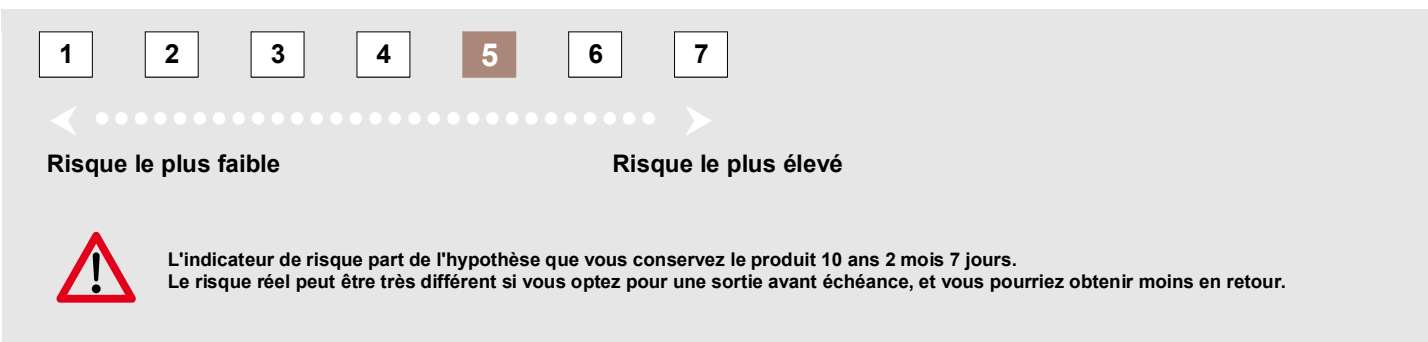 1 2 3 4 5 6 7
Risque le plus faible Risque le plus élevé
L'indicateur de risque part de l'hypothèse que vous conservez le produit 10 ans 2 mois 7 jours.
Le risque réel peut être très différent si vous optez pour une sortie avant échéance, et vous pourriez obtenir moins en retour.